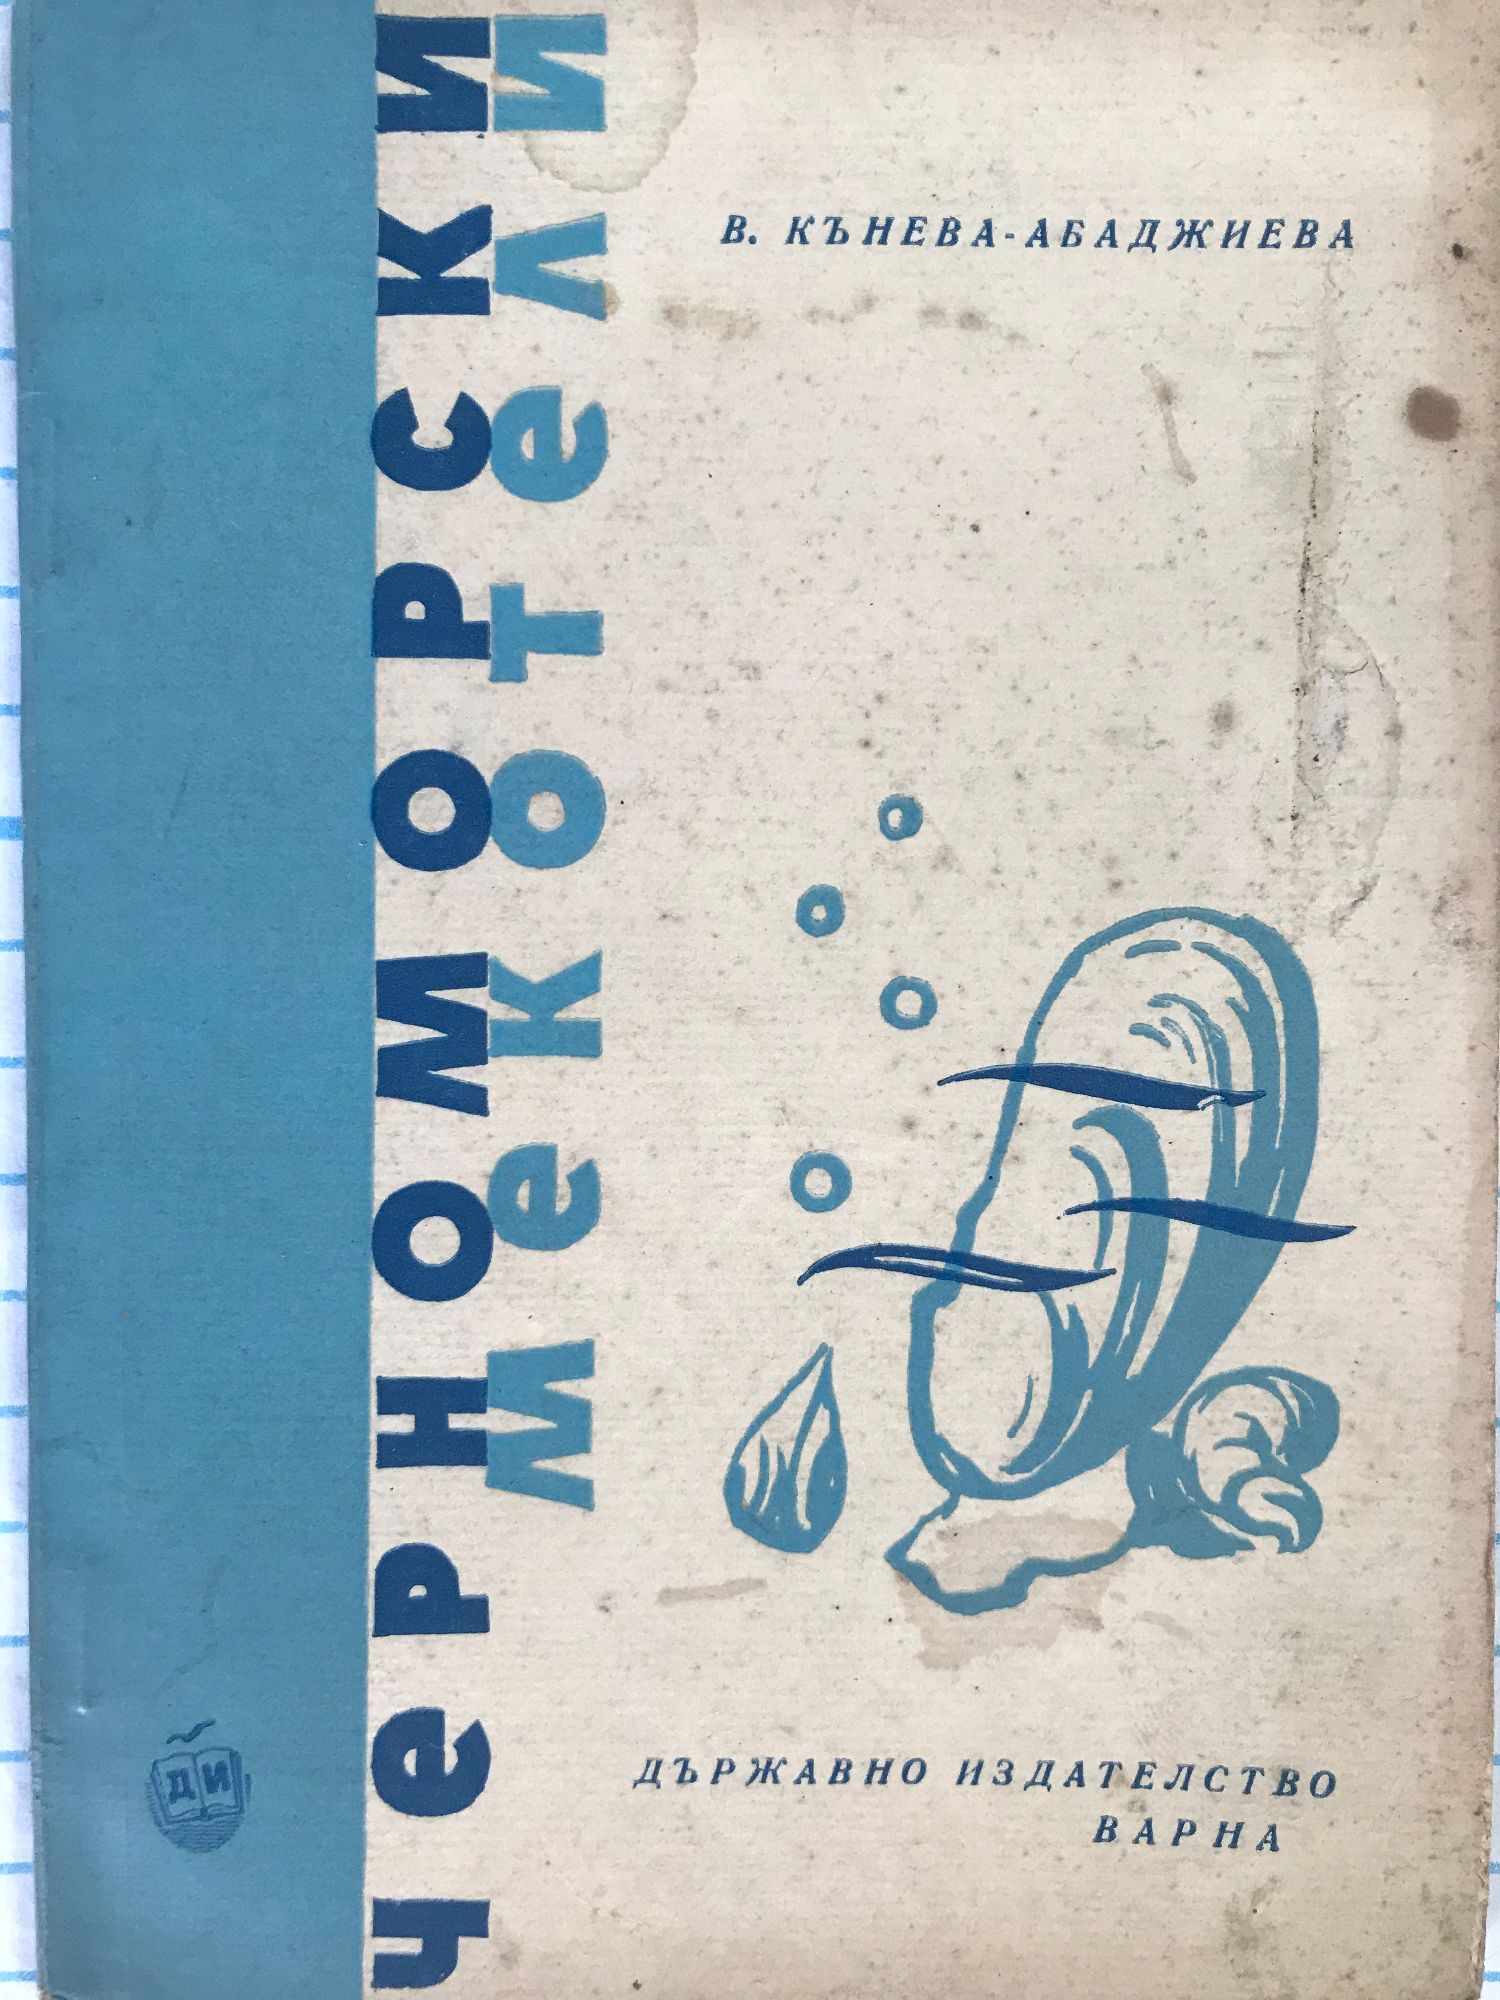 В. КЪНЕВА-АБАДЖИЕВА
ЧЕРНОМОРСКИ
мекотели
ДЪРЖАВНО ИЗДАТЕЛСТВО
ВАРНА
ДИ